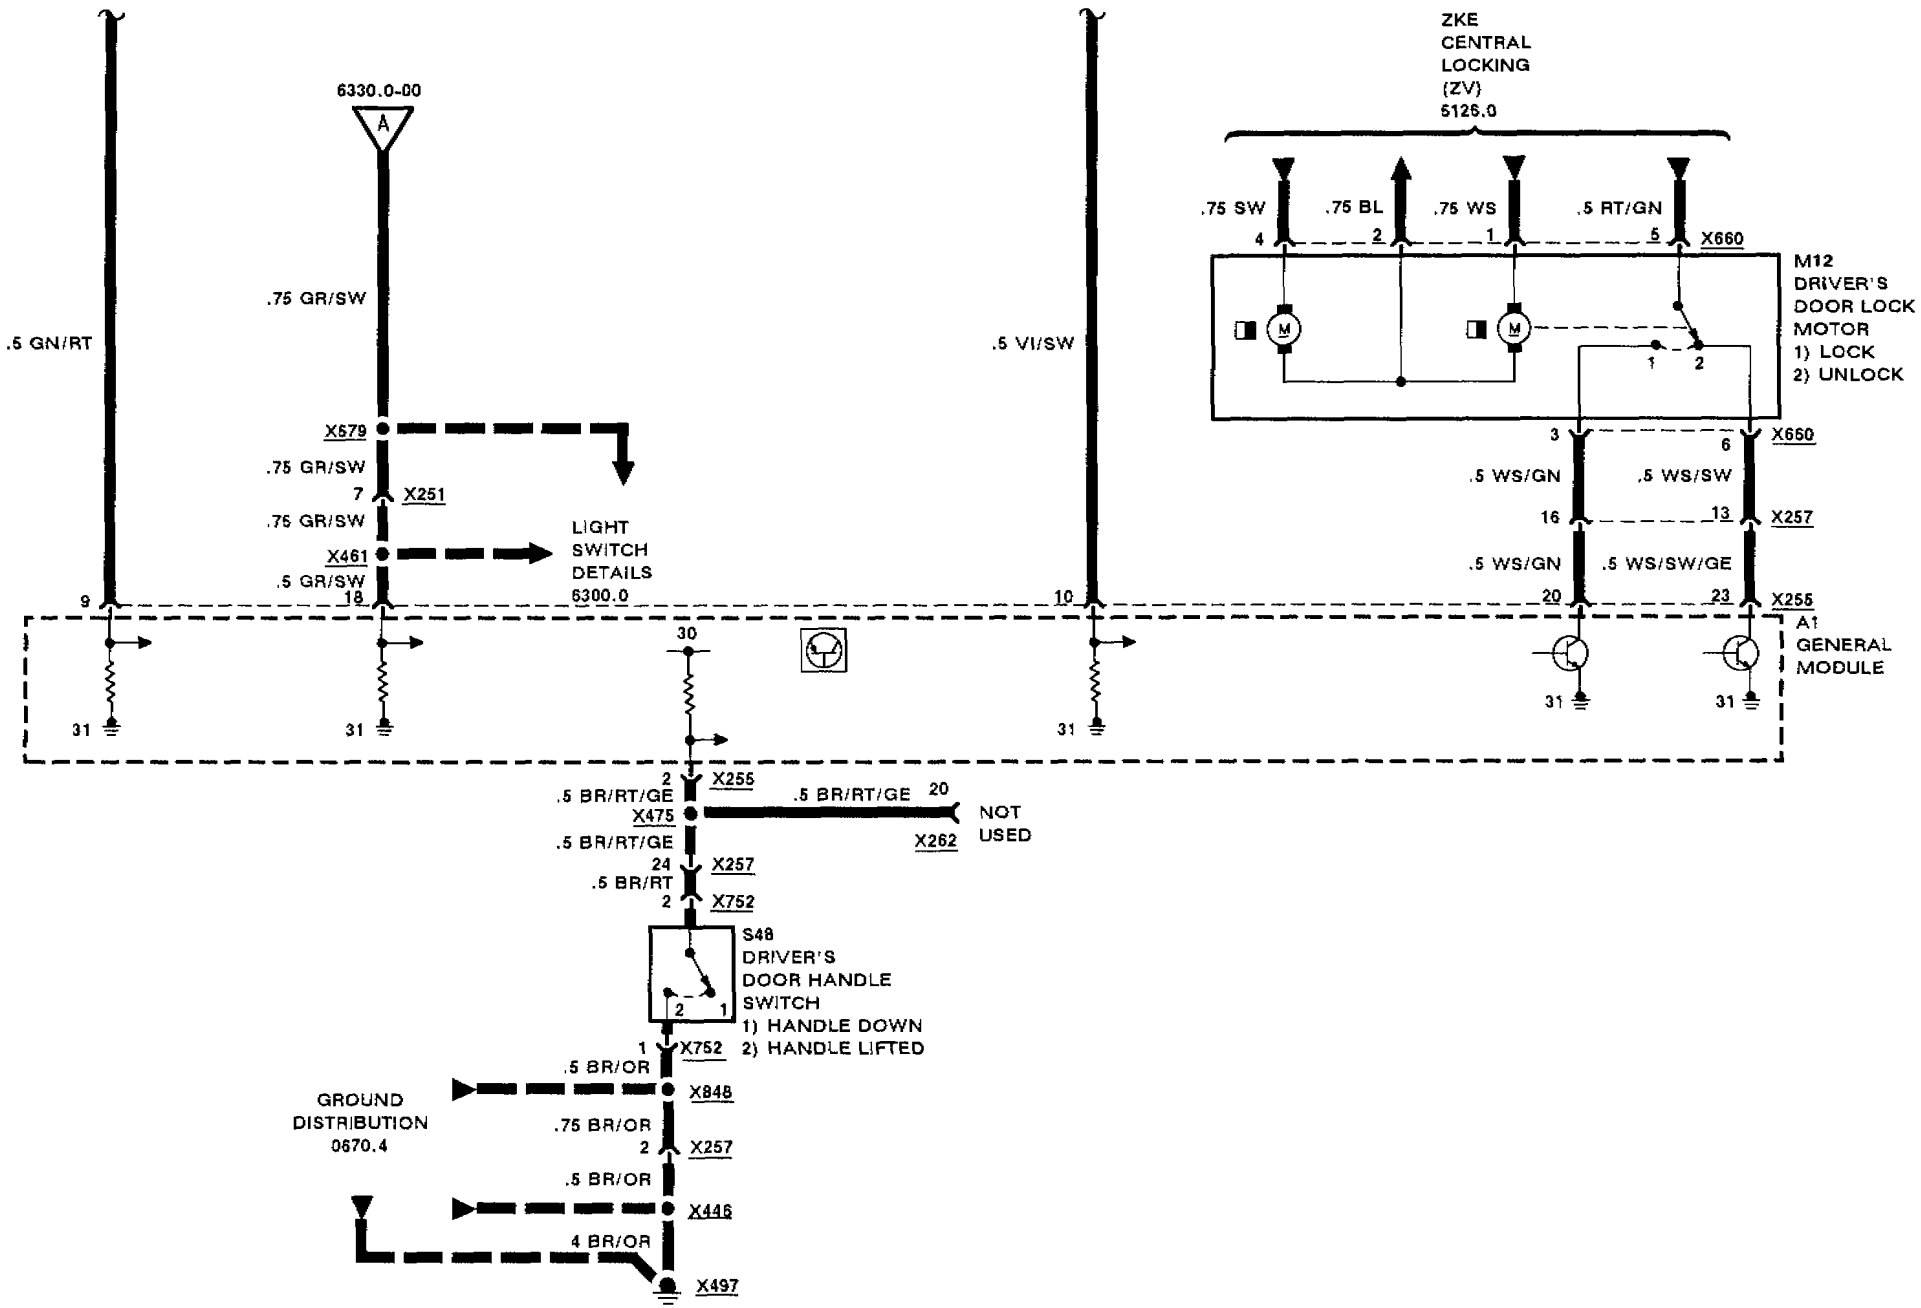 ZKE
CENTRAL
LOCKING
(ZV)
5126.0
6330.0-00
A
.75 SW
.75 BL
.75 WS
.5 RT/GN
4
2
1
5
X660
M12
DRIVER'S
DOOR LOCK
MOTOR
1) LOCK
2) UNLOCK
M
M
1
2
.75 GR/SW
.5 GN/RT
.5 VI/SW
X679
3
6
X660
.75 GR/SW
.5 WS/GN
.5 WS/SW
7
X251
.75 GR/SW
16
13
X257
LIGHT
SWITCH
DETAILS
6300.0
X461
.5 GR/SW
.5 WS/GN
.5 WS/SW/GE
9
18
10
20
23
X255
A1
GENERAL
MODULE
30
31
31
31
31
31
2
X255
.5 BR/RT/GE
.5 BR/RT/GE
20
X475
NOT
USED
X262
.5 BR/RT/GE
24
X257
.5 BR/RT
2
X752
S48
DRIVER'S
DOOR HANDLE
SWITCH
1) HANDLE DOWN
2) HANDLE LIFTED
2
1
1
X752
.5 BR/OR
X848
GROUND
DISTRIBUTION
0670.4
.75 BR/OR
2
X257
.5 BR/OR
X446
4 BR/OR
X497